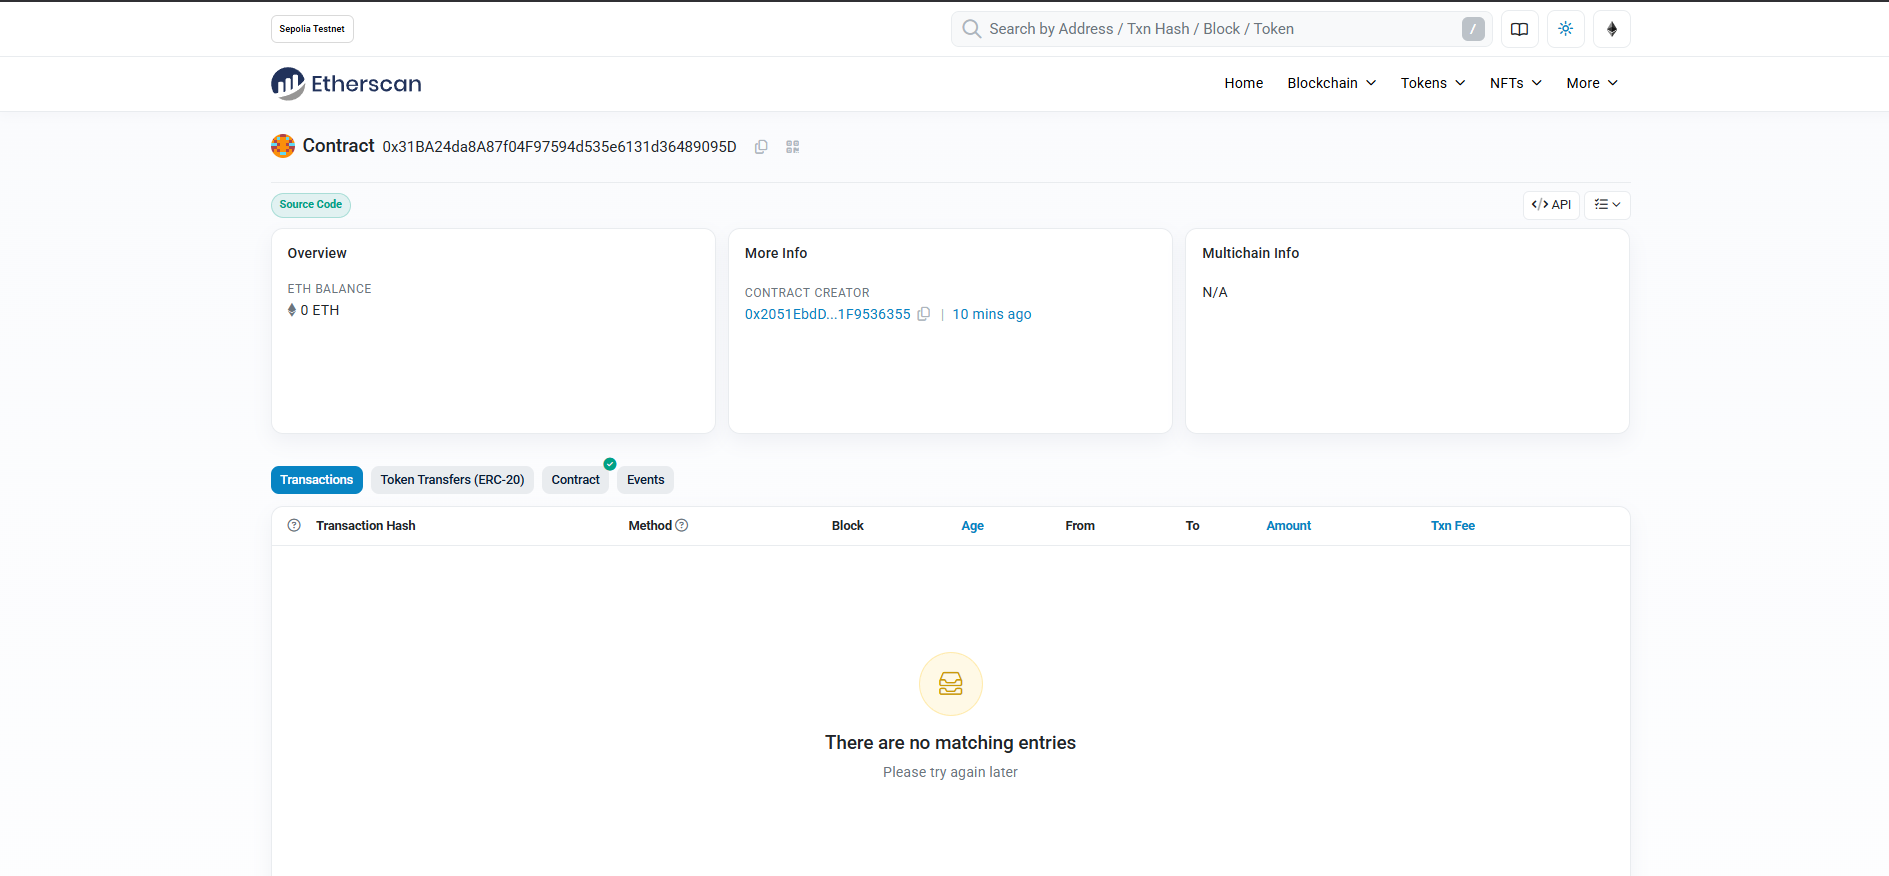 Sepolia Testnet
Search by Address / Txn Hash / Block / Token /
Etherscan
Home Blockchain Tokens NFTs More
Contract 0x31BA24da8A87f04F97594d535e6131d36489095D
Source Code
</> API
Overview
ETH BALANCE
0 ETH
More Info
CONTRACT CREATOR
0x2051EbdD...1F9536355 | 10 mins ago
Multichain Info
N/A
Transactions Token Transfers (ERC-20) Contract Events
? Transaction Hash Method ? Block Age From To Amount Txn Fee
There are no matching entries
Please try again later